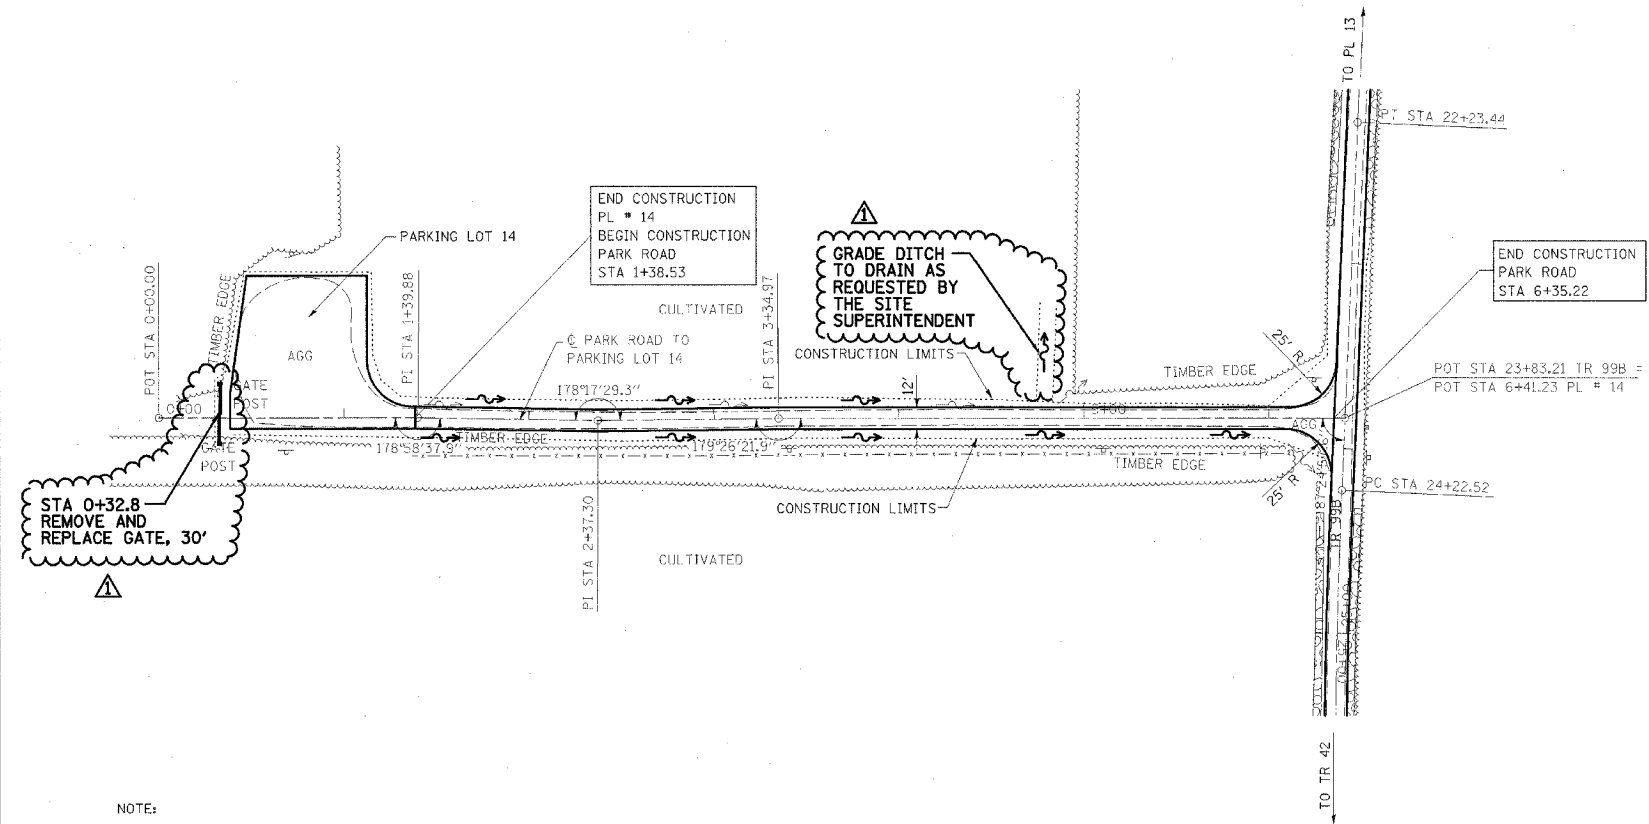 TO PL 13
PT STA 22+23.44
END CONSTRUCTION
PL # 14
BEGIN CONSTRUCTION
PARK ROAD
STA 1+38.53
PARKING LOT 14
1
GRADE DITCH
TO DRAIN AS
REQUESTED BY
THE SITE
SUPERINTENDENT
END CONSTRUCTION
PARK ROAD
STA 6+35.22
POT STA 0+00.00
TIMBER EDGE
PI STA 1+39.88
CULTIVATED
PI STA 3+34.97
AGG
℄ PARK ROAD TO
PARKING LOT 14
CONSTRUCTION LIMITS
25' R
TIMBER EDGE
POT STA 23+83.21 TR 99B =
POT STA 6+41.23 PL # 14
178°17'29.3"
12'
GATE
POST
0+00
5+00
AGG
GATE
POST
178°58'37.9"
TIMBER EDGE
179°26'21.9"
TIMBER EDGE
25' R
PC STA 24+22.52
STA 0+32.8
REMOVE AND
REPLACE GATE, 30'
1
CONSTRUCTION LIMITS
PI STA 2+37.30
CULTIVATED
TR 99B
25+00
TO TR 42
NOTE: